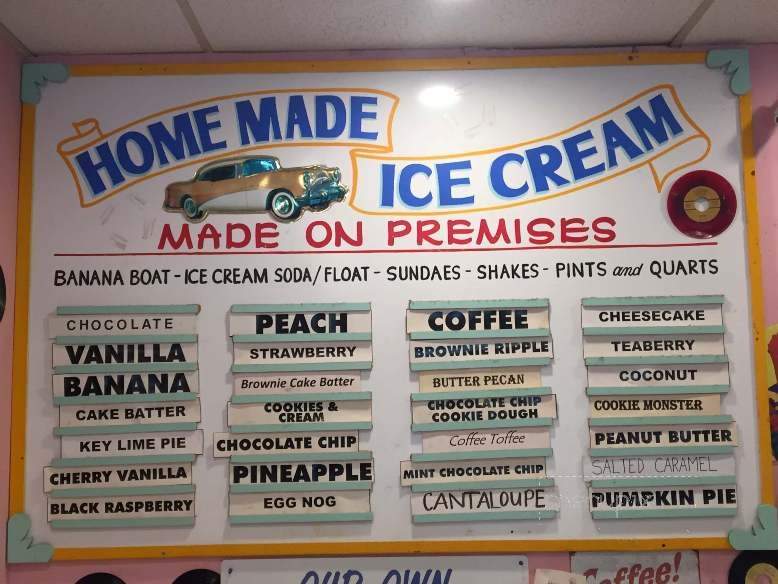 HOME MADE
ICE CREAM
MADE ON PREMISES
BANANA BOAT - ICE CREAM SODA/FLOAT - SUNDAES - SHAKES - PINTS and QUARTS
CHOCOLATE
VANILLA
BANANA
CAKE BATTER
KEY LIME PIE
CHERRY VANILLA
BLACK RASPBERRY
PEACH
STRAWBERRY
Brownie Cake Batter
COOKIES &
CREAM
CHOCOLATE CHIP
PINEAPPLE
EGG NOG
COFFEE
BROWNIE RIPPLE
BUTTER PECAN
CHOCOLATE CHIP
COOKIE DOUGH
Coffee Toffee
MINT CHOCOLATE CHIP
CANTALOUPE
CHEESECAKE
TEABERRY
COCONUT
COOKIE MONSTER
PEANUT BUTTER
SALTED CARAMEL
PUMPKIN PIE
OUR OWN